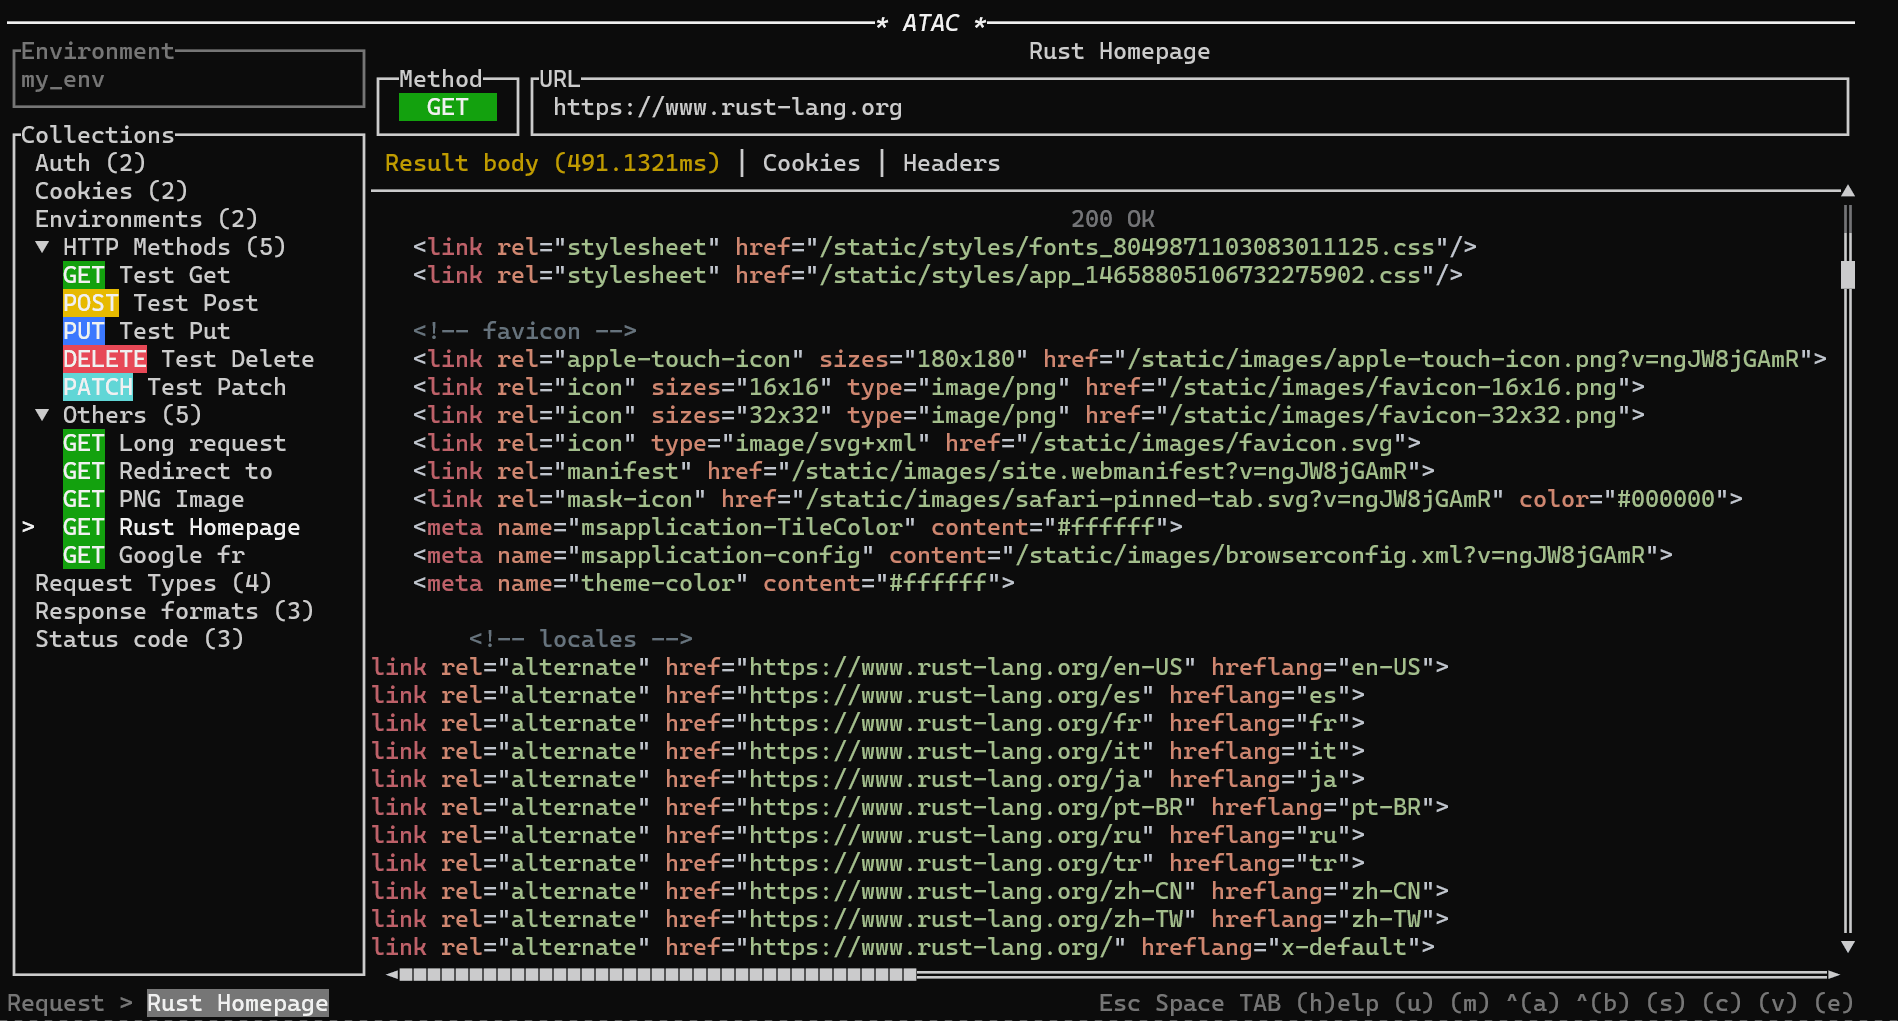 * ATAC *
Environment
my_env
Collections
Auth (2)
Cookies (2)
Environments (2)
▼ HTTP Methods (5)
GET Test Get
POST Test Post
PUT Test Put
DELETE Test Delete
PATCH Test Patch
▼ Others (5)
GET Long request
GET Redirect to
GET PNG Image
> GET Rust Homepage
GET Google fr
Request Types (4)
Response formats (3)
Status code (3)
Rust Homepage
Method
GET
URL
https://www.rust-lang.org
Result body (491.1321ms) | Cookies | Headers
200 OK
<link rel="stylesheet" href="/static/styles/fonts_8049871103083011125.css"/>
<link rel="stylesheet" href="/static/styles/app_14658805106732275902.css"/>
<!-- favicon -->
<link rel="apple-touch-icon" sizes="180x180" href="/static/images/apple-touch-icon.png?v=ngJW8jGAmR">
<link rel="icon" sizes="16x16" type="image/png" href="/static/images/favicon-16x16.png">
<link rel="icon" sizes="32x32" type="image/png" href="/static/images/favicon-32x32.png">
<link rel="icon" type="image/svg+xml" href="/static/images/favicon.svg">
<link rel="manifest" href="/static/images/site.webmanifest?v=ngJW8jGAmR">
<link rel="mask-icon" href="/static/images/safari-pinned-tab.svg?v=ngJW8jGAmR" color="#000000">
<meta name="msapplication-TileColor" content="#ffffff">
<meta name="msapplication-config" content="/static/images/browserconfig.xml?v=ngJW8jGAmR">
<meta name="theme-color" content="#ffffff">
<!-- locales -->
link rel="alternate" href="https://www.rust-lang.org/en-US" hreflang="en-US">
link rel="alternate" href="https://www.rust-lang.org/es" hreflang="es">
link rel="alternate" href="https://www.rust-lang.org/fr" hreflang="fr">
link rel="alternate" href="https://www.rust-lang.org/it" hreflang="it">
link rel="alternate" href="https://www.rust-lang.org/ja" hreflang="ja">
link rel="alternate" href="https://www.rust-lang.org/pt-BR" hreflang="pt-BR">
link rel="alternate" href="https://www.rust-lang.org/ru" hreflang="ru">
link rel="alternate" href="https://www.rust-lang.org/tr" hreflang="tr">
link rel="alternate" href="https://www.rust-lang.org/zh-CN" hreflang="zh-CN">
link rel="alternate" href="https://www.rust-lang.org/zh-TW" hreflang="zh-TW">
link rel="alternate" href="https://www.rust-lang.org/" hreflang="x-default">
Request > Rust Homepage
Esc Space TAB (h)elp (u) (m) ^(a) ^(b) (s) (c) (v) (e)